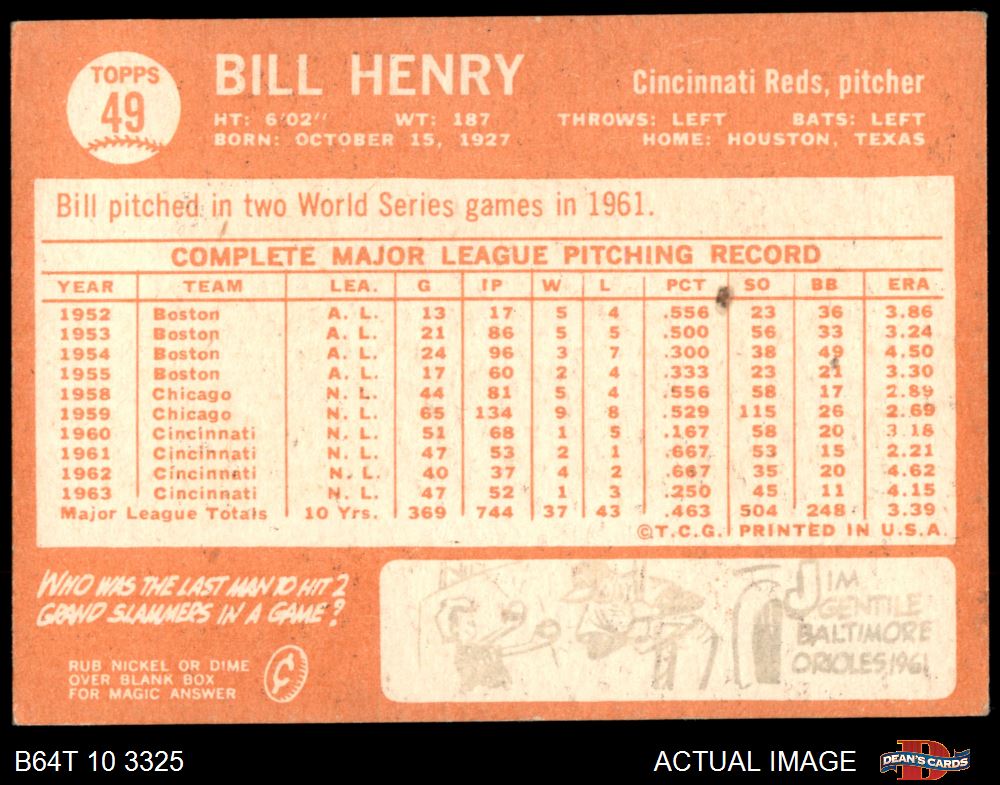 TOPPS
49
BILL HENRY
Cincinnati Reds, pitcher
HT: 6'02" WT: 187 THROWS: LEFT BATS: LEFT
BORN: OCTOBER 15, 1927 HOME: HOUSTON, TEXAS
Bill pitched in two World Series games in 1961.
COMPLETE MAJOR LEAGUE PITCHING RECORD
YEAR TEAM LEA. G IP W L PCT SO BB ERA
1952 Boston A. L. 13 17 5 4 .556 23 36 3.86
1953 Boston A. L. 21 86 5 5 .500 56 33 3.24
1954 Boston A. L. 24 96 3 7 .300 38 49 4.50
1955 Boston A. L. 17 60 2 4 .333 23 21 3.30
1958 Chicago N. L. 44 81 5 4 .556 58 17 2.89
1959 Chicago N. L. 65 134 9 8 .529 115 26 2.69
1960 Cincinnati N. L. 51 68 1 5 .167 58 20 3.18
1961 Cincinnati N. L. 47 53 2 1 .667 53 15 2.21
1962 Cincinnati N. L. 40 37 4 2 .667 35 20 4.62
1963 Cincinnati N. L. 47 52 1 3 .250 45 11 4.15
Major League Totals 10 Yrs. 369 744 37 43 .463 504 248 3.39
©T.C.G. PRINTED IN U.S.A.
WHO WAS THE LAST MAN TO HIT 2
GRAND SLAMMERS IN A GAME?
RUB NICKEL OR DIME
OVER BLANK BOX
FOR MAGIC ANSWER
JIM
GENTILE
BALTIMORE
ORIOLES 1961
B64T 10 3325
ACTUAL IMAGE
DEAN'S CARDS